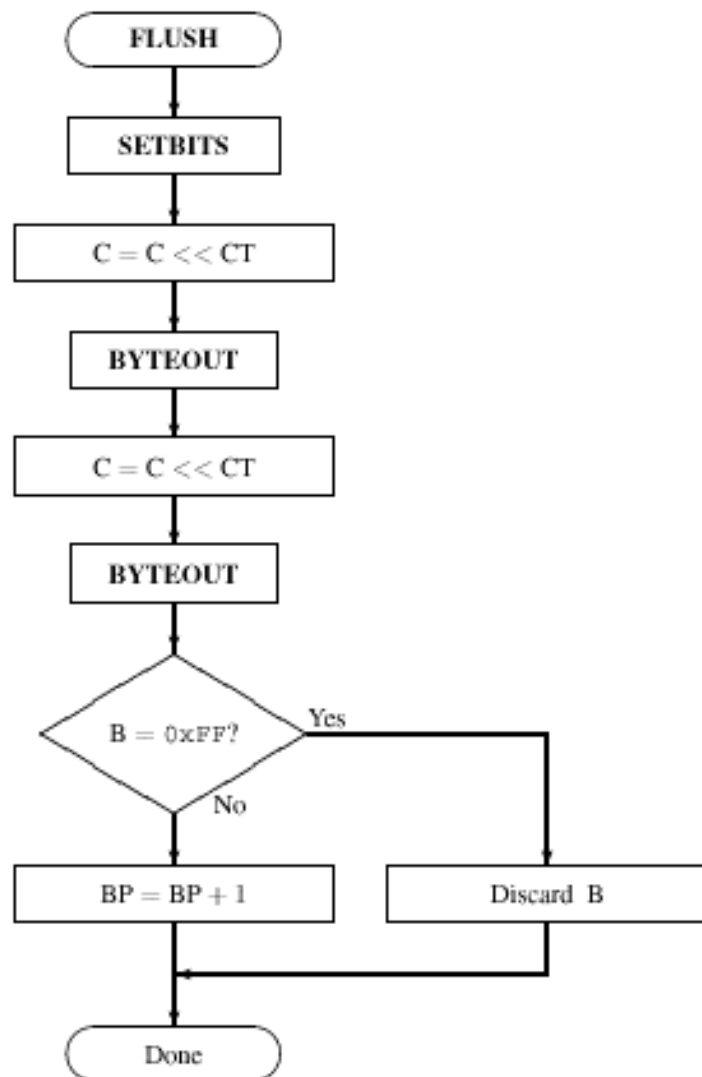 FLUSH
SETBITS
C = C << CT
BYTEOUT
C = C << CT
BYTEOUT
B = 0xFF?
Yes
No
BP = BP + 1
Discard B
Done